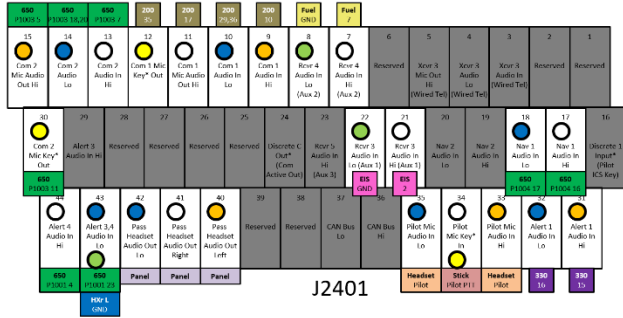 650 650 650 200 200 200 200 Fuel Fuel
P1003 5 P1003 18,20 P1003 7 35 17 29,36 10 GND 7
15 14 13 12 11 10 9 8 7 6 5 4 3 2 1
Com 2 Com 2 Com 2 Com 1 Mic Com 1 Com 1 Com 1 Rcvr 4 Rcvr 4 Reserved Xcvr 3 Xcvr 3 Xcvr 3 Reserved Reserved
Mic Audio Audio Audio In Key* Out Mic Audio Audio In Audio In Audio In Audio In Mic Out Audio Audio In
Out Hi Lo Hi Out Hi Lo Hi Lo Hi Hi Lo Hi
(Aux 2) (Aux 2) (Wired Tel) (Wired Tel) (Wired Tel)
30 29 28 27 26 25 24 23 22 21 20 19 18 17 16
Com 2 Alert 3 Reserved Reserved Reserved Reserved Discrete C Rcvr 5 Rcvr 3 Rcvr 3 Nav 2 Nav 2 Nav 1 Nav 1 Discrete 1
Mic Key* Audio In Hi Out* Audio In Audio In Audio In Audio In Audio In Audio In Audio In Input*
Out (Com Hi Lo (Aux 1) Hi (Aux 1) Lo Hi Lo Hi (Pilot
Active Out) (Aux 3) ICS Key)
650 EIS EIS 650 650
P1003 11 GND 2 P1004 17 P1004 16
44 43 42 41 40 39 38 37 36 35 34 33 32 31
Alert 4 Alert 3,4 Pass Pass Pass Reserved Reserved CAN Bus CAN Bus Pilot Mic Pilot Pilot Mic Alert 1 Alert 1
Audio In Audio In Headset Headset Headset Lo Hi Audio In Mic Key* Audio In Audio In Audio In
Hi Lo Audio Out Audio Out Audio Out Lo In Hi Lo Hi
Lo Right Left
650 650 Panel Panel Panel Headset Stick Headset 330 330
P1001 4 P1001 23 Pilot Pilot PTT Pilot 16 15
HXr L
GND
J2401